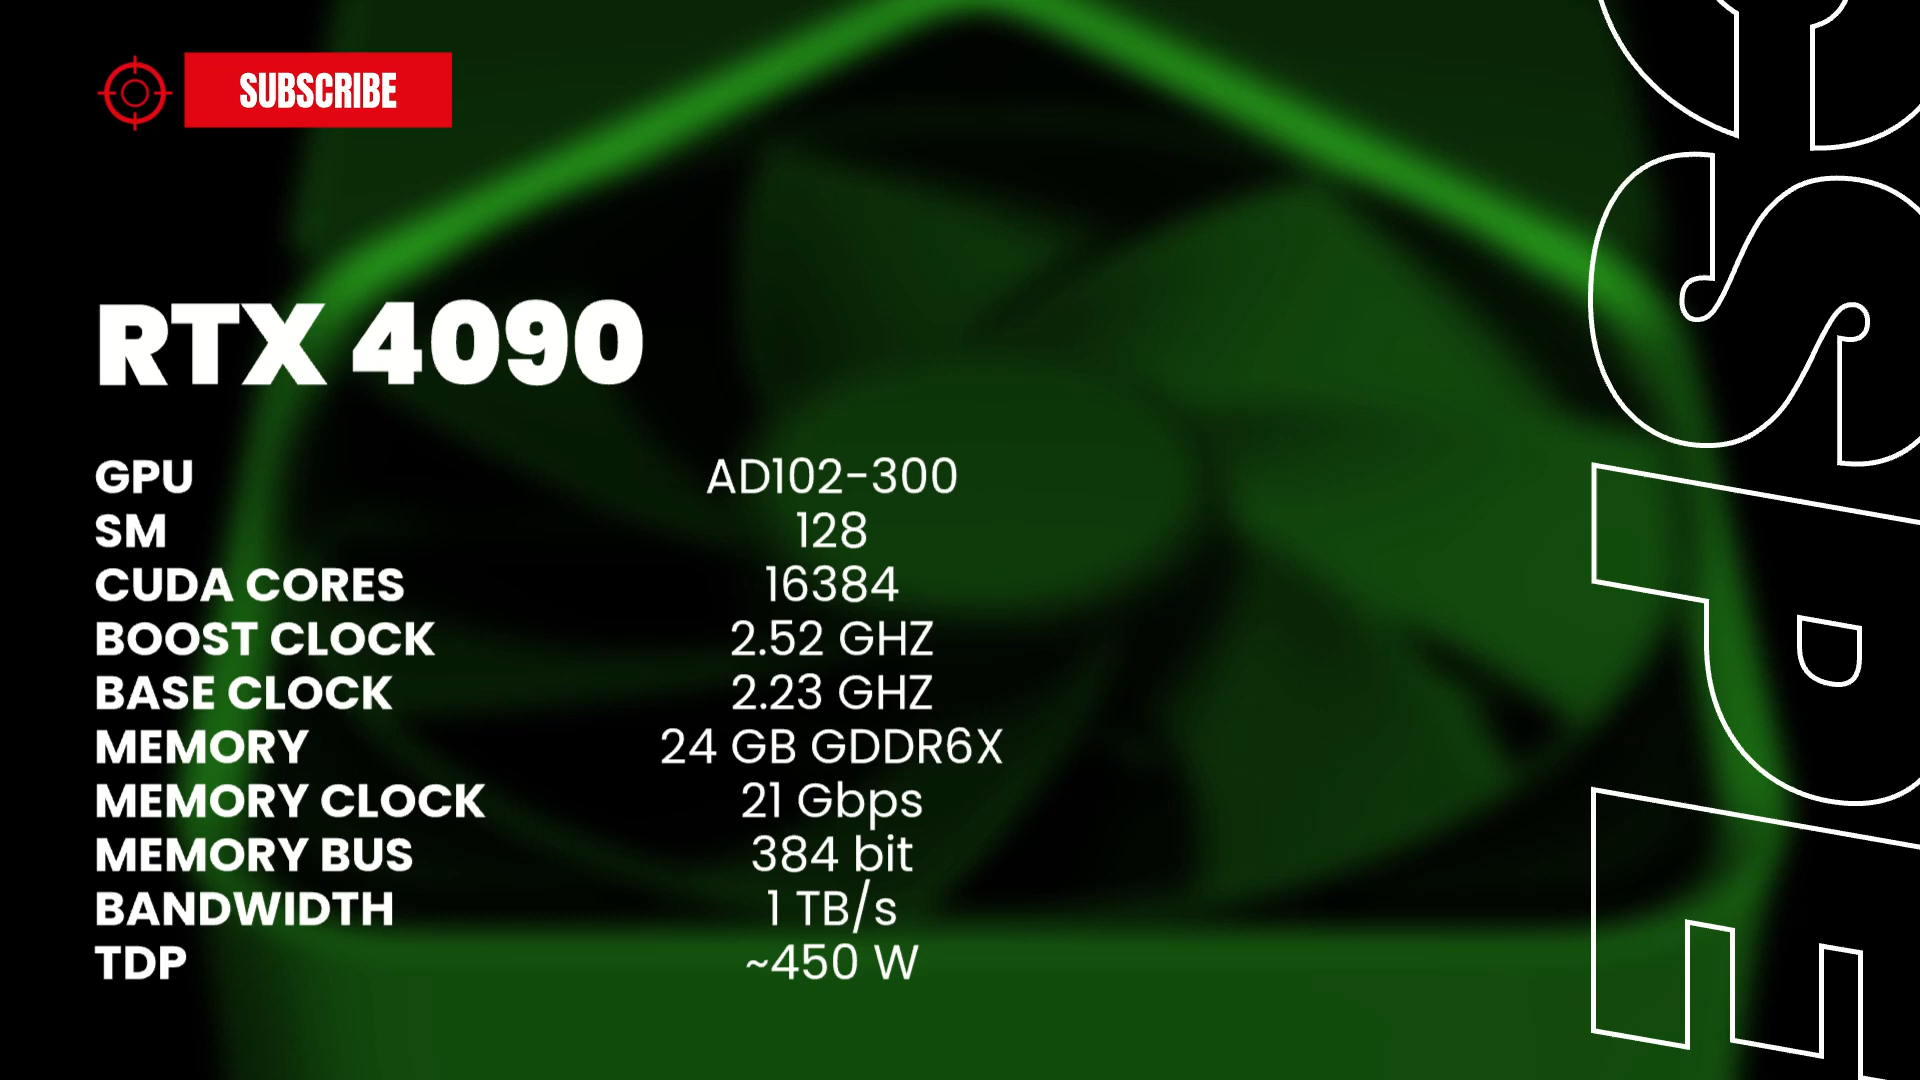 SUBSCRIBE
RTX 4090
GPU AD102-300
SM 128
CUDA CORES 16384
BOOST CLOCK 2.52 GHZ
BASE CLOCK 2.23 GHZ
MEMORY 24 GB GDDR6X
MEMORY CLOCK 21 Gbps
MEMORY BUS 384 bit
BANDWIDTH 1 TB/s
TDP ~450 W